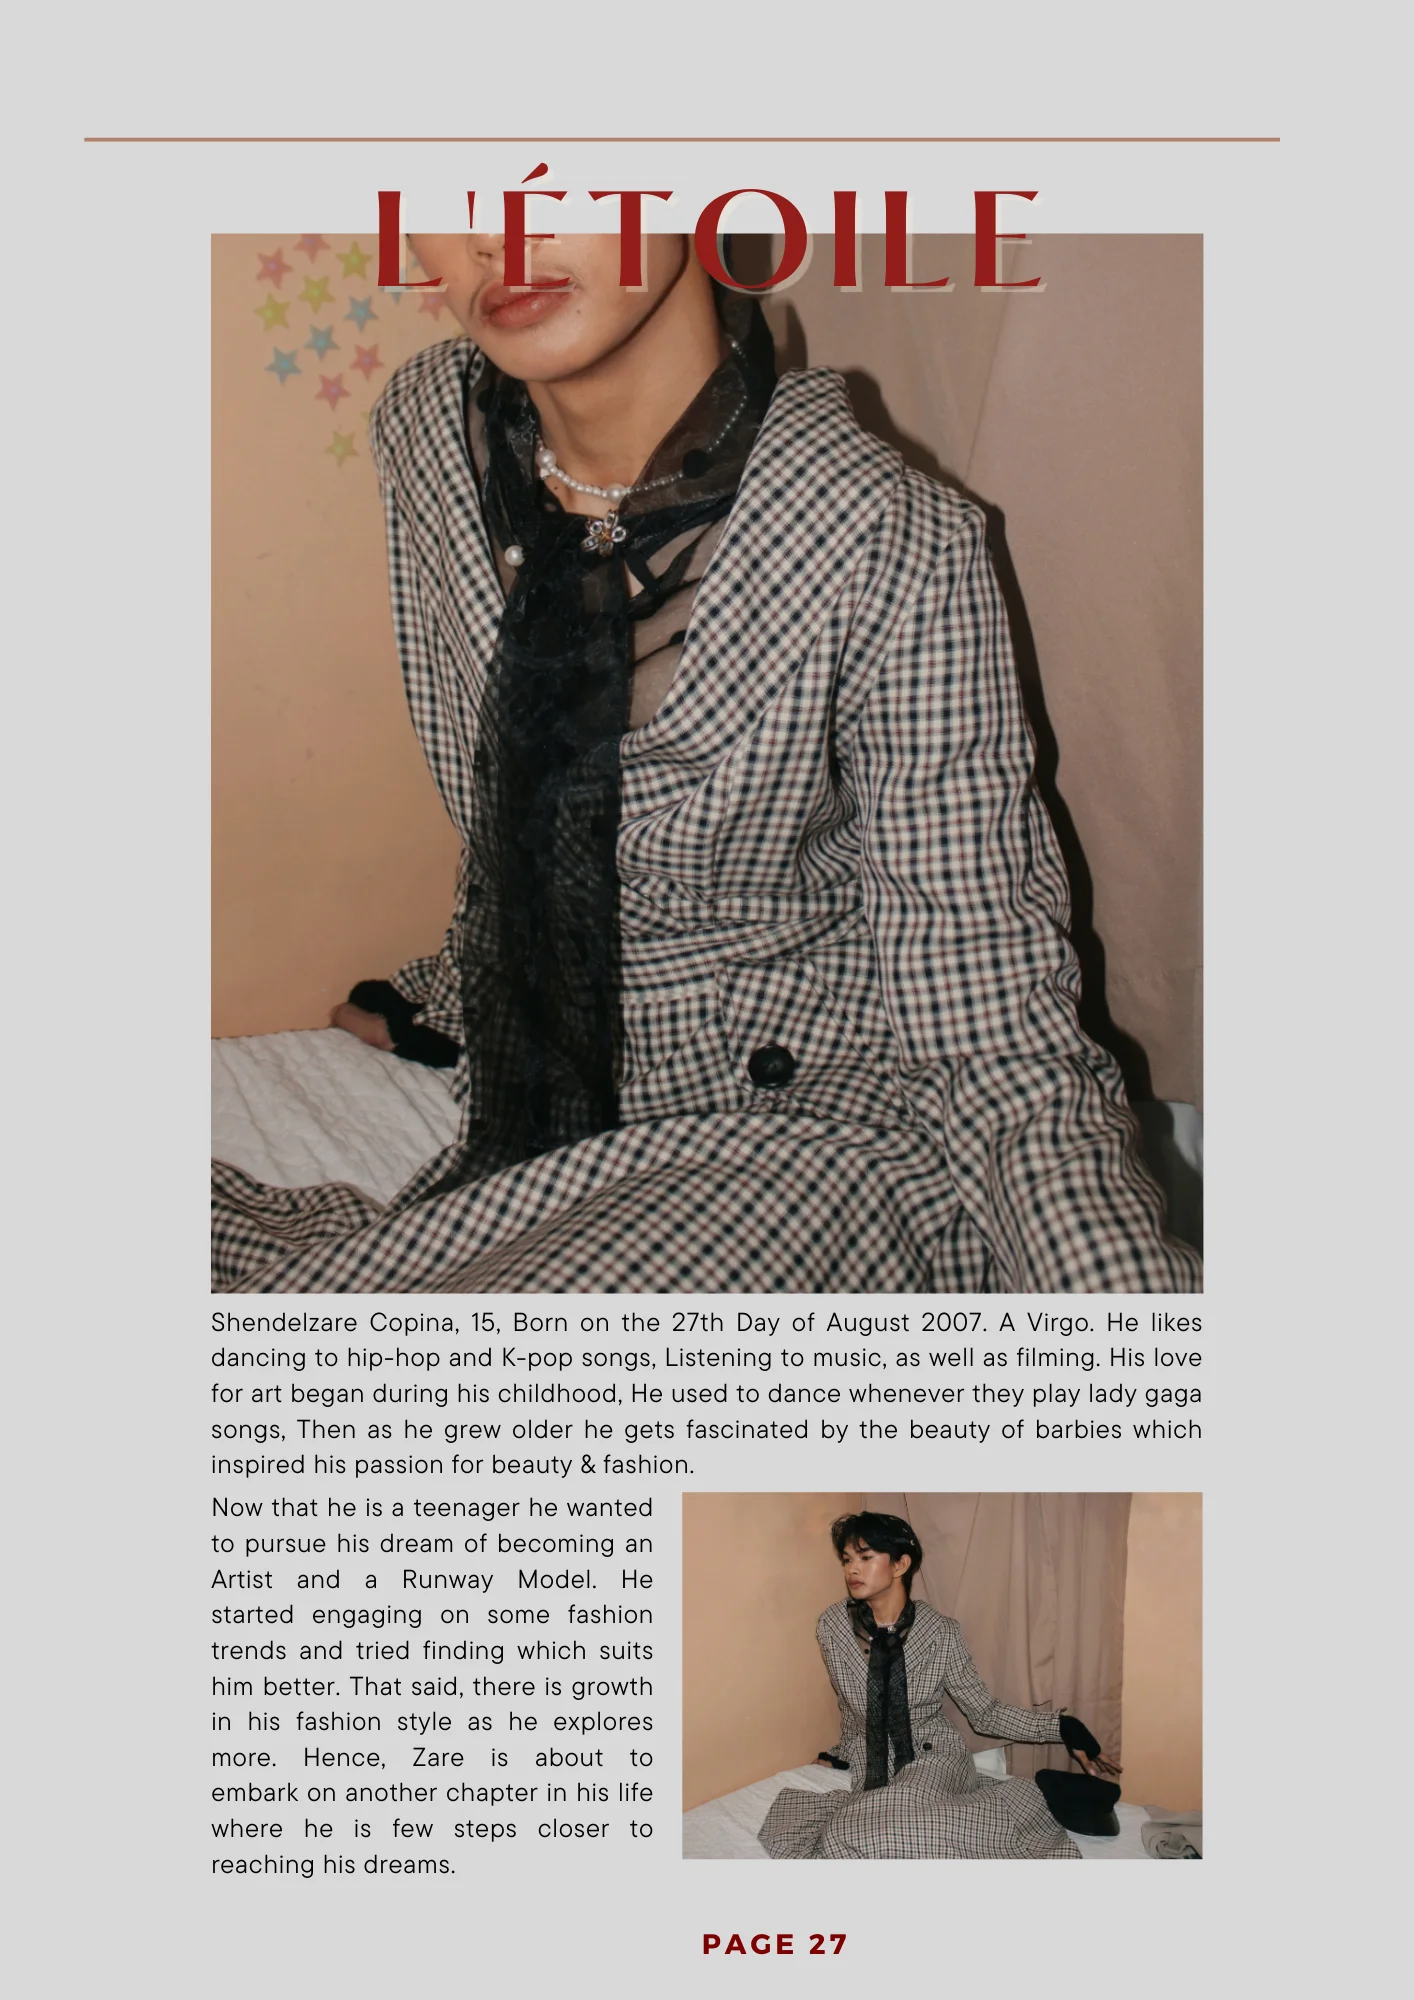 L'ÉTOILE
Shendelzare Copina, 15, Born on the 27th Day of August 2007. A Virgo. He likes
dancing to hip-hop and K-pop songs, Listening to music, as well as filming. His love
for art began during his childhood, He used to dance whenever they play lady gaga
songs, Then as he grew older he gets fascinated by the beauty of barbies which
inspired his passion for beauty & fashion.
Now that he is a teenager he wanted
to pursue his dream of becoming an
Artist and a Runway Model. He
started engaging on some fashion
trends and tried finding which suits
him better. That said, there is growth
in his fashion style as he explores
more. Hence, Zare is about to
embark on another chapter in his life
where he is few steps closer to
reaching his dreams.
PAGE 27